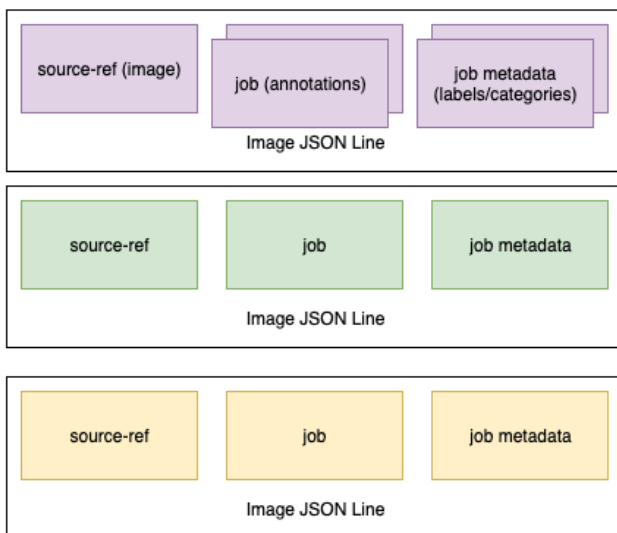 source-ref (image)
job (annotations)
job metadata
(labels/categories)
Image JSON Line
source-ref
job
job metadata
Image JSON Line
source-ref
job
job metadata
Image JSON Line